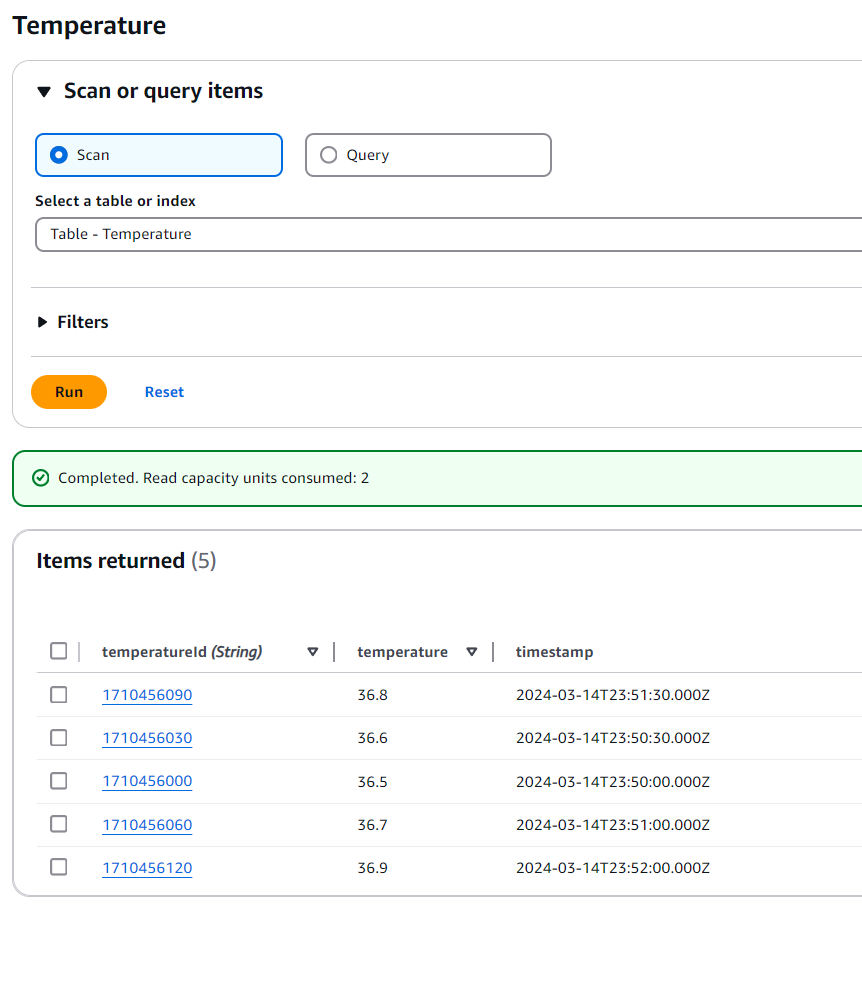 Temperature
Scan or query items
Scan Query
Select a table or index
Table - Temperature
Filters
Run Reset
Completed. Read capacity units consumed: 2
Items returned (5)
temperatureId (String) temperature timestamp
1710456090 36.8 2024-03-14T23:51:30.000Z
1710456030 36.6 2024-03-14T23:50:30.000Z
1710456000 36.5 2024-03-14T23:50:00.000Z
1710456060 36.7 2024-03-14T23:51:00.000Z
1710456120 36.9 2024-03-14T23:52:00.000Z